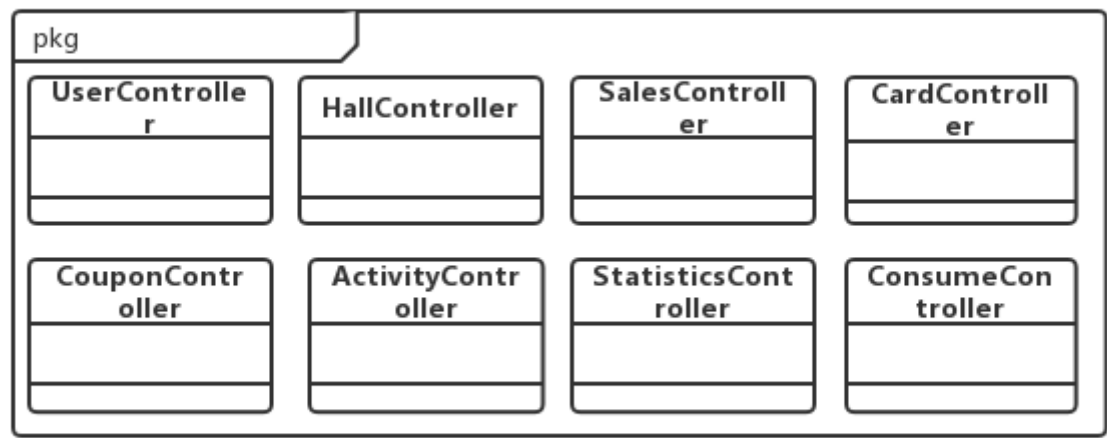 pkg
UserControlle
r
HallController
SalesControll
er
CardControll
er
CouponContr
oller
ActivityContr
oller
StatisticsCont
roller
ConsumeCon
troller